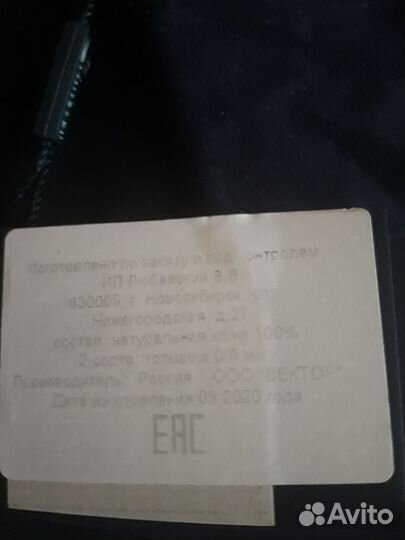 Изготовлено по заказу и под контролем
ИП Любавский В.В.
630009 г. Новосибирск, ул.
Нижегородская, д.27
состав: натуральная кожа 100%
2 сорта, толщина 0,8 мм
Производитель: Россия ООО "ВЕКТОР"
Дата изготовления 03.2020 года
EAC
Avito